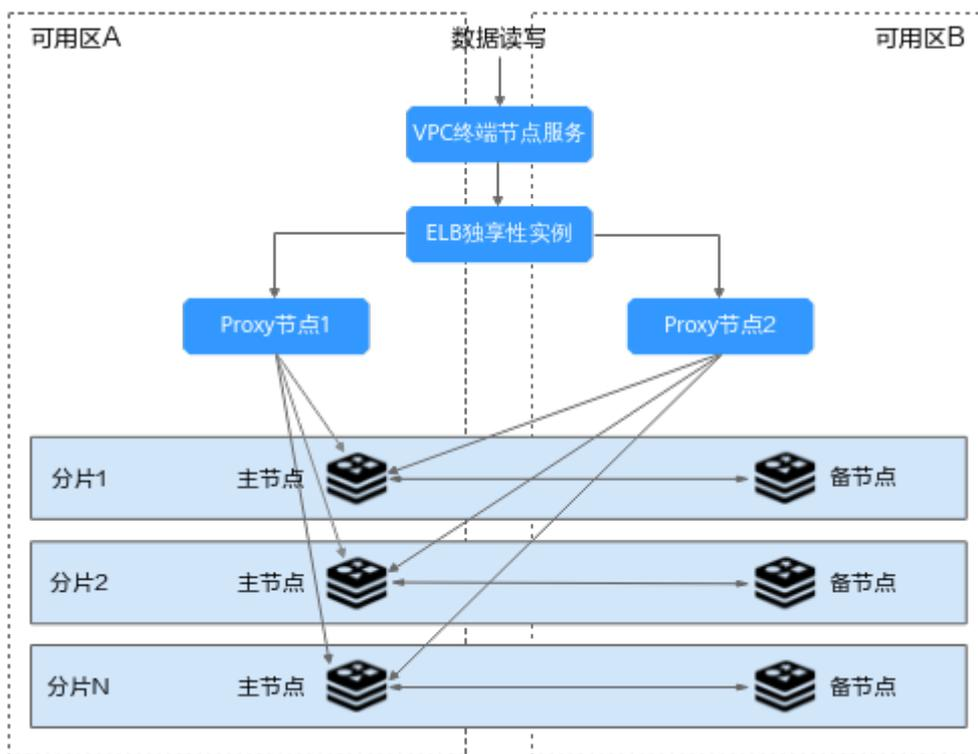 可用区A
数据读写
可用区B
VPC终端节点服务
ELB独享性实例
Proxy节点1
Proxy节点2
分片1
主节点
备节点
分片2
主节点
备节点
分片N
主节点
备节点